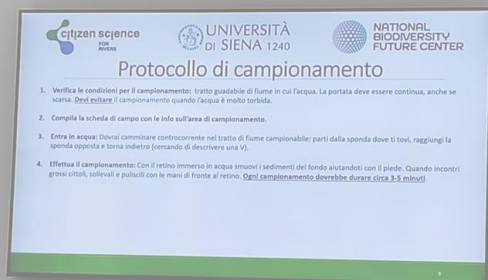 citizen science
FOR
RIVERS
UNIVERSITÀ
DI SIENA 1240
NATIONAL
BIODIVERSITY
FUTURE CENTER
Protocollo di campionamento
1. Verifica le condizioni per il campionamento: tratto guadabile di fiume in cui l'acqua. La portata deve essere continua, anche se
scarsa. Devi evitare il campionamento quando l'acqua è molto torbida.
2. Compila la scheda di campo con le info sull'area di campionamento.
3. Entra in acqua: Dovrai camminare controcorrente nel tratto di fiume campionabile: parti dalla sponda dove ti tovi, raggiungi la
sponda opposta e torna indietro (cercando di descrivere una V).
4. Effettua il campionamento: Con il retino immerso in acqua smuovi i sedimenti del fondo aiutandoti con il piede. Quando incontri
grossi cittoli, sollevali e puliscili con le mani di fronte al retino. Ogni campionamento dovrebbe durare circa 3-5 minuti.